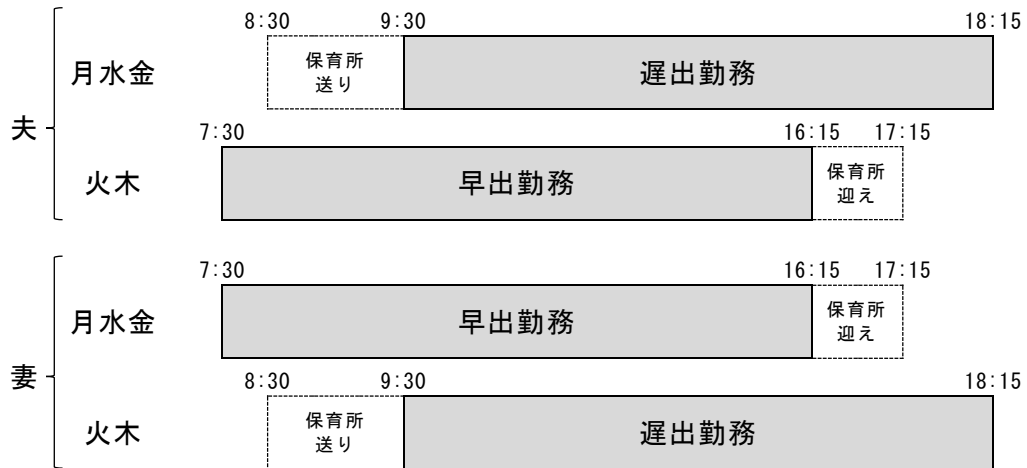 8:30 9:30 18:15
夫
月水金
保育所
送り
遅出勤務
7:30 16:15 17:15
火木
早出勤務
保育所
迎え
7:30 16:15 17:15
妻
月水金
早出勤務
保育所
迎え
8:30 9:30 18:15
火木
保育所
送り
遅出勤務